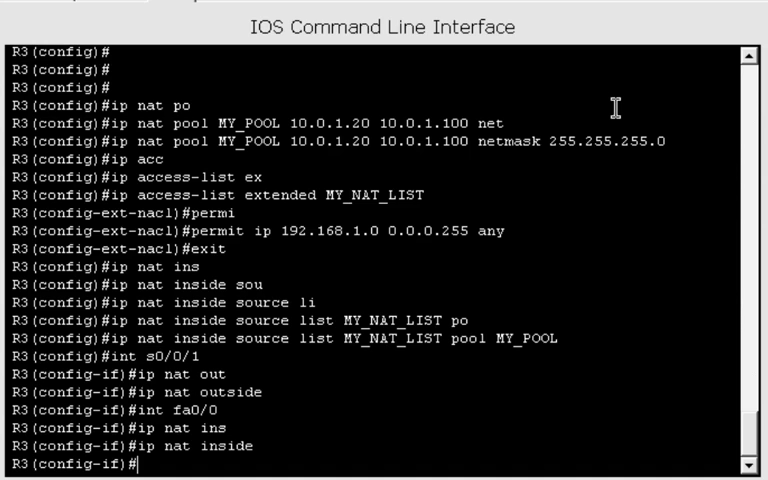 IOS Command Line Interface
R3(config)#
R3(config)#
R3(config)#
R3(config)#ip nat po
R3(config)#ip nat pool MY_POOL 10.0.1.20 10.0.1.100 net
R3(config)#ip nat pool MY_POOL 10.0.1.20 10.0.1.100 netmask 255.255.255.0
R3(config)#ip acc
R3(config)#ip access-list ex
R3(config)#ip access-list extended MY_NAT_LIST
R3(config-ext-nacl)#permi
R3(config-ext-nacl)#permit ip 192.168.1.0 0.0.0.255 any
R3(config-ext-nacl)#exit
R3(config)#ip nat ins
R3(config)#ip nat inside sou
R3(config)#ip nat inside source li
R3(config)#ip nat inside source list MY_NAT_LIST po
R3(config)#ip nat inside source list MY_NAT_LIST pool MY_POOL
R3(config)#int s0/0/1
R3(config-if)#ip nat out
R3(config-if)#ip nat outside
R3(config-if)#int fa0/0
R3(config-if)#ip nat ins
R3(config-if)#ip nat inside
R3(config-if)#